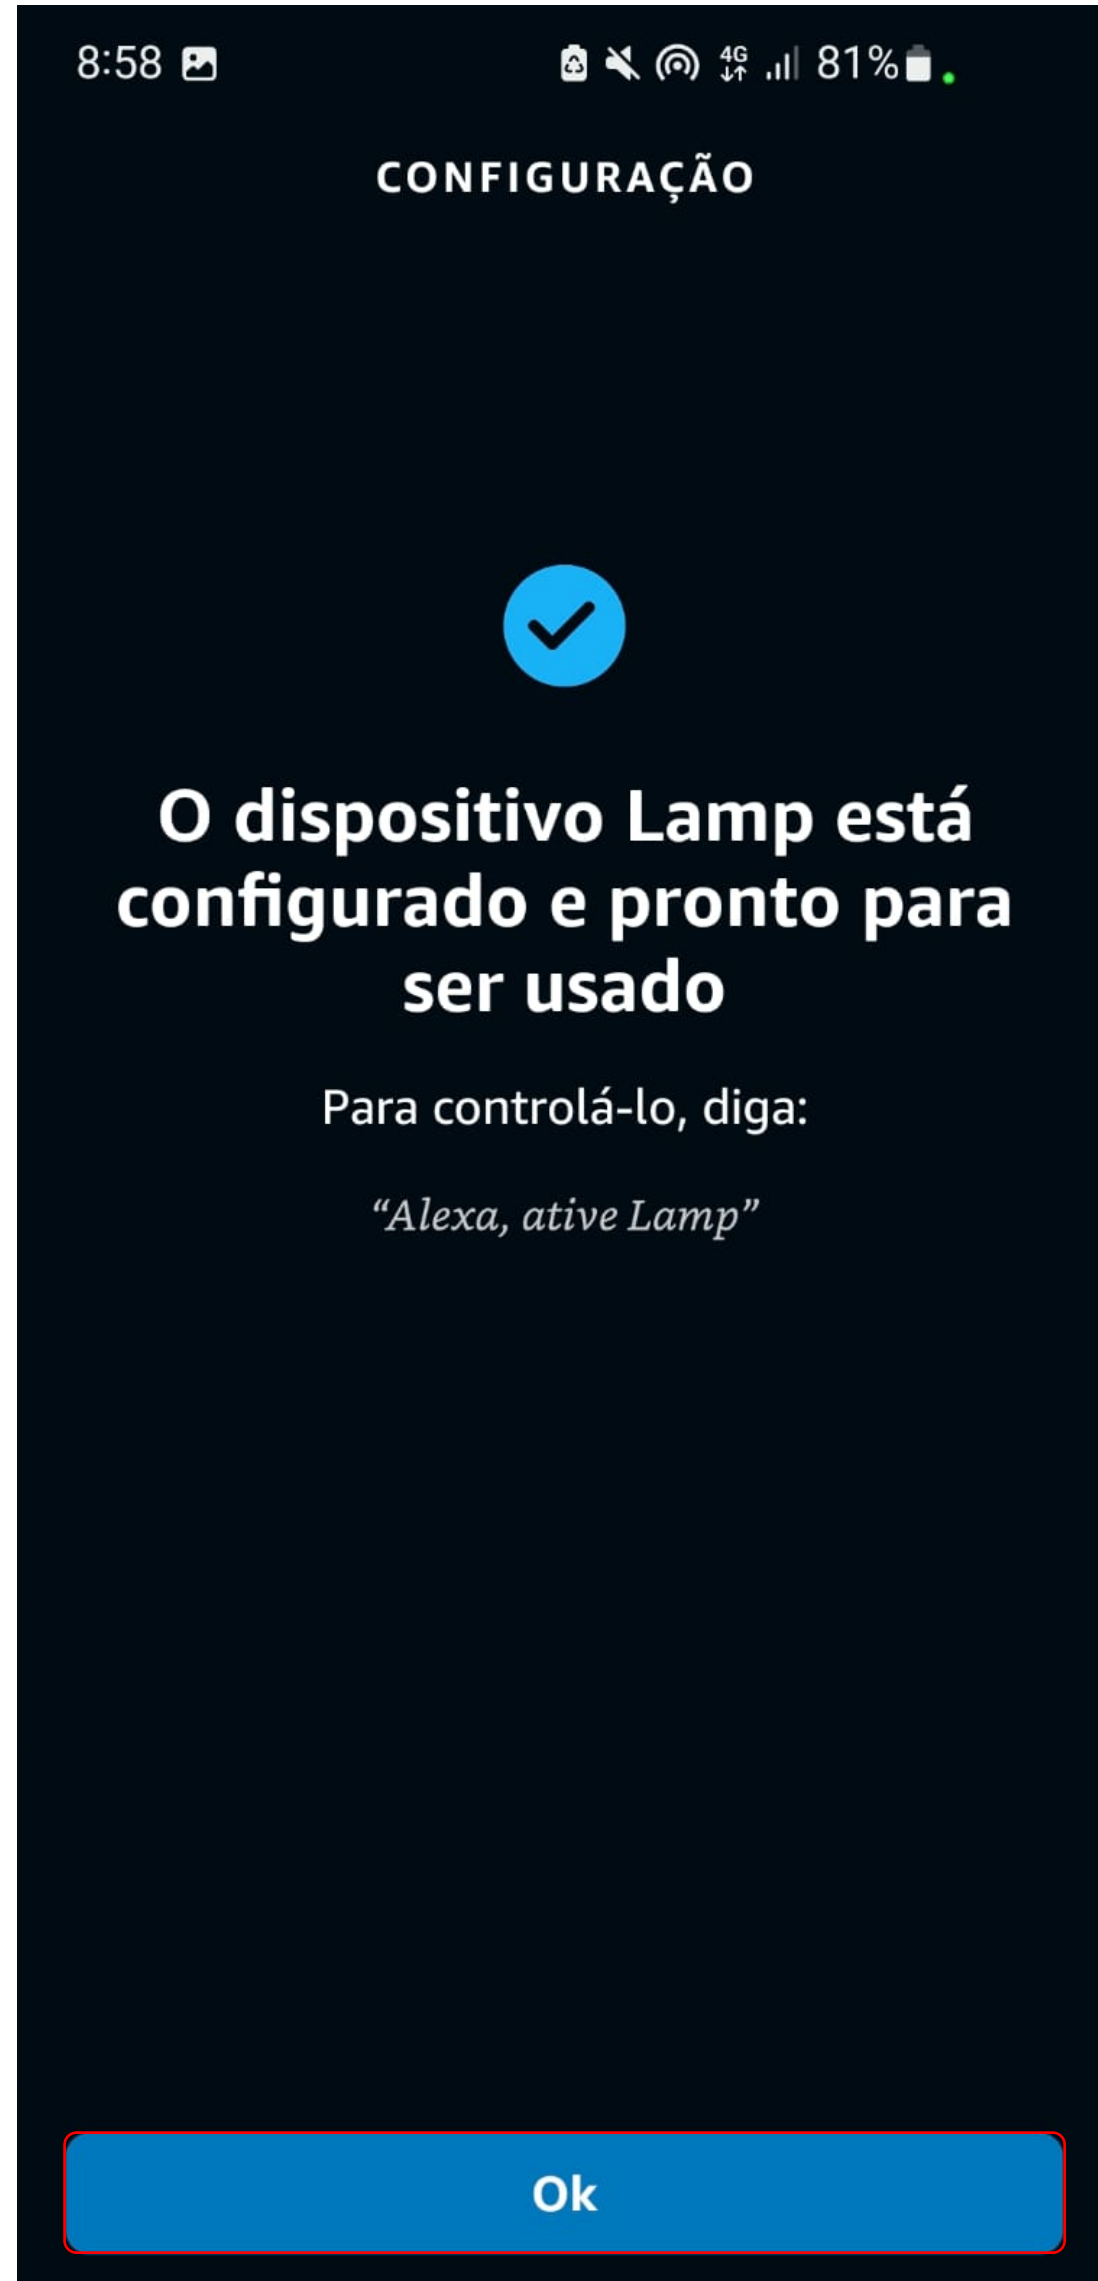 8:58 4G 81%
CONFIGURAÇÃO
O dispositivo Lamp está
configurado e pronto para
ser usado
Para controlá-lo, diga:
“Alexa, ative Lamp”
Ok